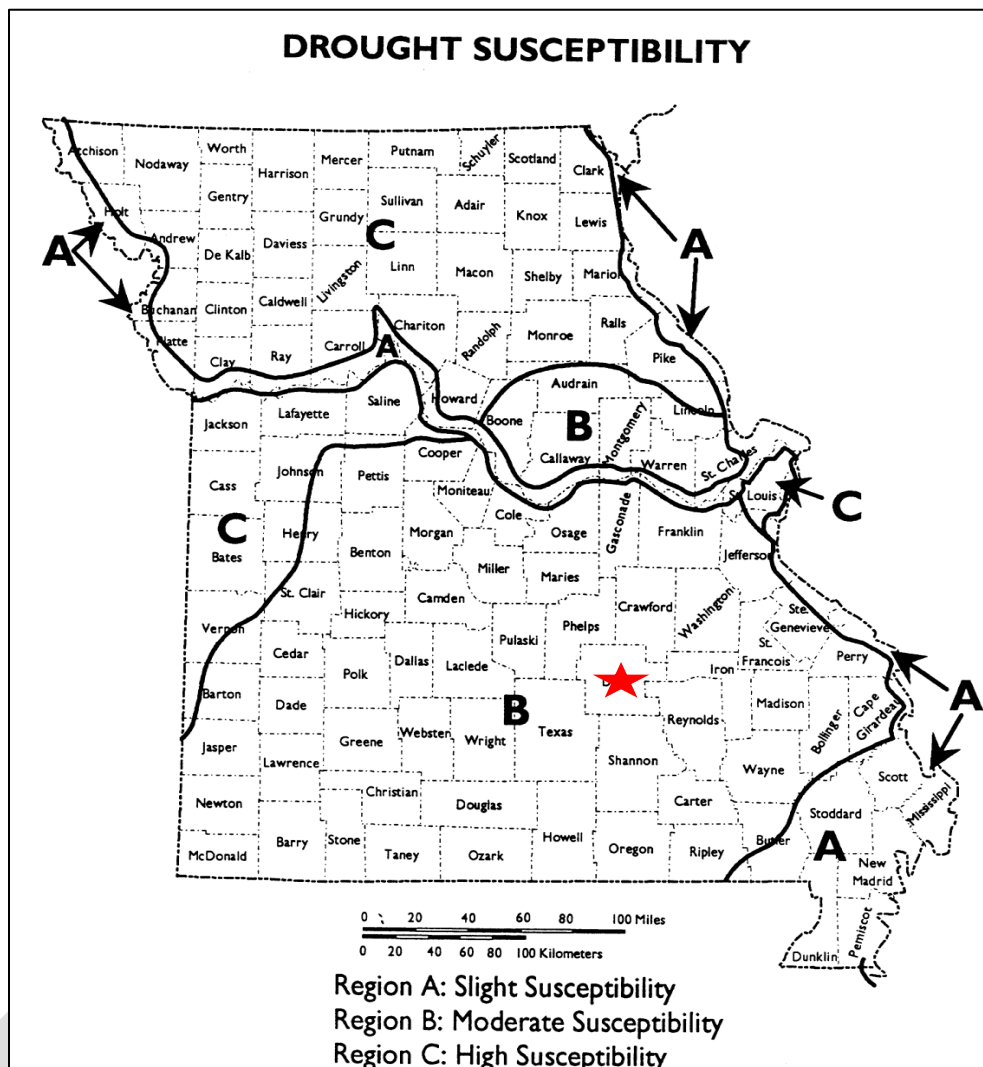 DROUGHT SUSCEPTIBILITY
Atchison
Nodaway
Worth
Harrison
Mercer
Putnam
Schuyler
Scotland
Clark
Gentry
Sullivan
Adair
Knox
Lewis
Holt
Andrew
De Kalb
Daviess
Grundy
C
A
A
Livingston
Linn
Macon
Shelby
Marion
Buchanan
Clinton
Caldwell
Chariton
Randolph
Monroe
Ralls
Platte
Clay
Ray
Carroll
A
Pike
Audrain
Howard
Boone
Lincoln
Jackson
Lafayette
Saline
B
Montgomery
Callaway
Warren
St. Charles
Cooper
Johnson
Pettis
Cass
Moniteau
St. Louis
C
Cole
Osage
Gasconade
Franklin
C
Henry
Morgan
Bates
Benton
Miller
Maries
Jefferson
St. Clair
Camden
Crawford
Washington
Hickory
Ste.
Genevieve
Vernon
Pulaski
Phelps
St.
Francois
Cedar
Polk
Dallas
Laclede
Iron
Perry
A
Barton
Dade
B
Texas
Reynolds
Madison
Bollinger
Cape
Girardeau
Jasper
Greene
Webster
Wright
Shannon
Wayne
Lawrence
Scott
Mississippi
Newton
Christian
Douglas
Carter
Stoddard
McDonald
Barry
Stone
Taney
Ozark
Howell
Oregon
Ripley
Butler
A
New
Madrid
Dunklin
Pemiscot
0 20 40 60 80 100 Miles
0 20 40 60 80 100 Kilometers
Region A: Slight Susceptibility
Region B: Moderate Susceptibility
Region C: High Susceptibility